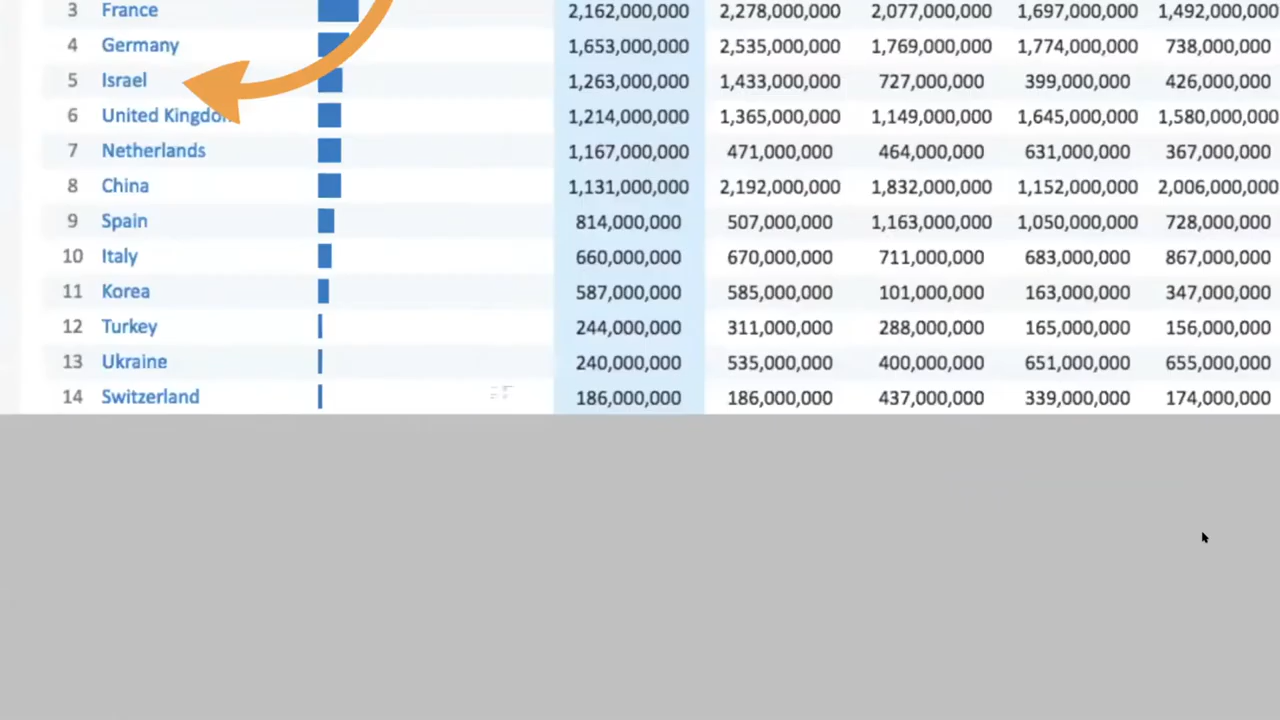 3 France 2,162,000,000 2,278,000,000 2,077,000,000 1,697,000,000 1,492,000,000
4 Germany 1,653,000,000 2,535,000,000 1,769,000,000 1,774,000,000 738,000,000
5 Israel 1,263,000,000 1,433,000,000 727,000,000 399,000,000 426,000,000
6 United Kingdom 1,214,000,000 1,365,000,000 1,149,000,000 1,645,000,000 1,580,000,000
7 Netherlands 1,167,000,000 471,000,000 464,000,000 631,000,000 367,000,000
8 China 1,131,000,000 2,192,000,000 1,832,000,000 1,152,000,000 2,006,000,000
9 Spain 814,000,000 507,000,000 1,163,000,000 1,050,000,000 728,000,000
10 Italy 660,000,000 670,000,000 711,000,000 683,000,000 867,000,000
11 Korea 587,000,000 585,000,000 101,000,000 163,000,000 347,000,000
12 Turkey 244,000,000 311,000,000 288,000,000 165,000,000 156,000,000
13 Ukraine 240,000,000 535,000,000 400,000,000 651,000,000 655,000,000
14 Switzerland 186,000,000 186,000,000 437,000,000 339,000,000 174,000,000